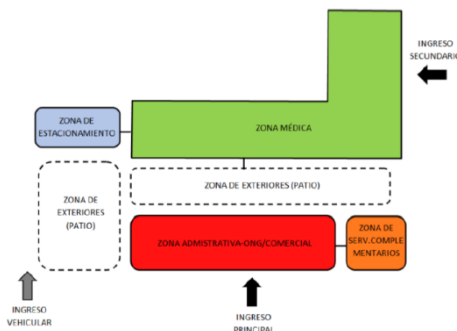 INGRESO
SECUNDARIO
ZONA DE
ESTACIONAMIENTO
ZONA MÉDICA
ZONA DE
EXTERIORES
(PATIO)
ZONA DE EXTERIORES (PATIO)
ZONA ADMISTRATIVA-ONG/COMERCIAL
ZONA DE
SERV.COMPLE
MENTARIOS
INGRESO
VEHICULAR
INGRESO
PRINCIPAL